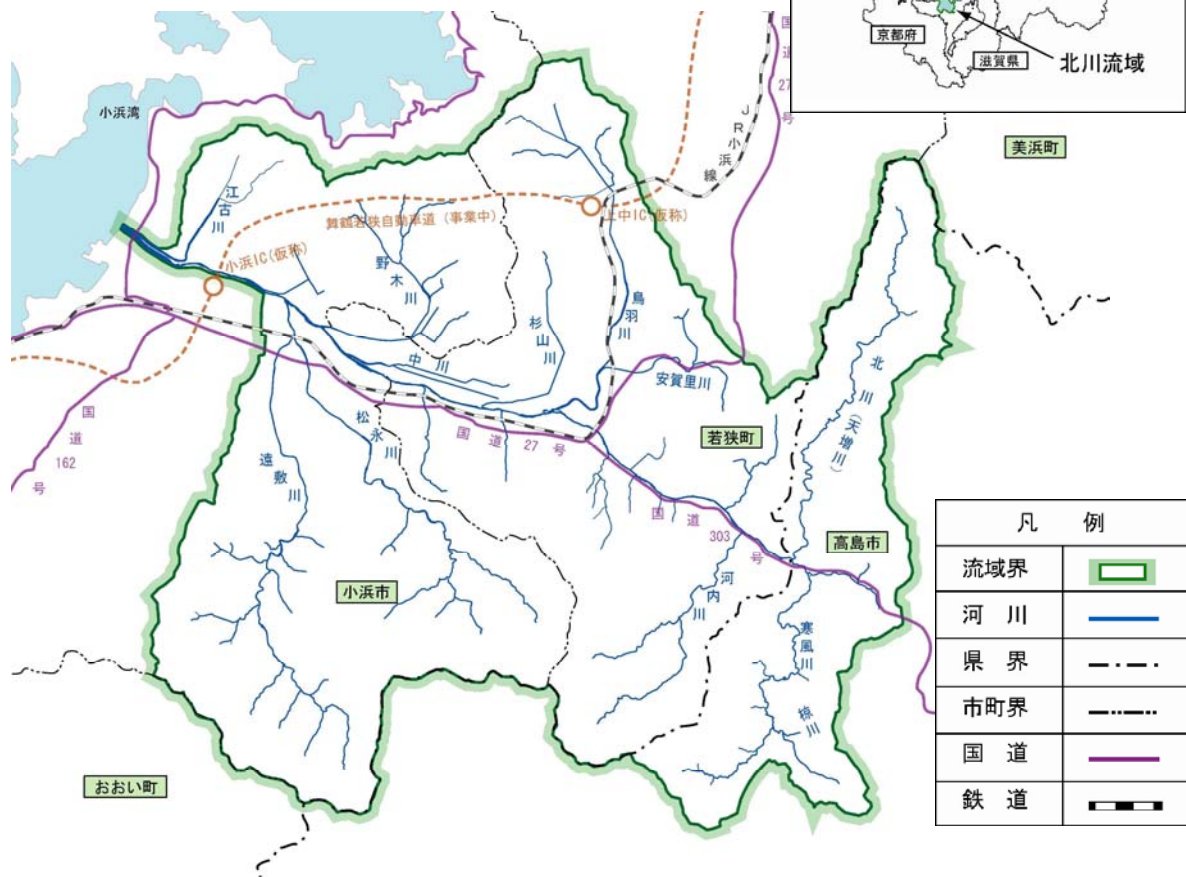 京都府
滋賀県
北川流域
国道27号
JR小浜線
小浜湾
美浜町
江古川
舞鶴若狭自動車道(事業中)
上中IC(仮称)
小浜IC(仮称)
野木川
杉山川
鳥羽川
中川
安賀里川
北川(天増川)
国道162号
松永川
国道27号
若狭町
遠敷川
国道303号
高島市
小浜市
河内川
寒風川
椋川
おおい町
凡 例
流域界
河 川
県 界
市町界
国 道
鉄 道